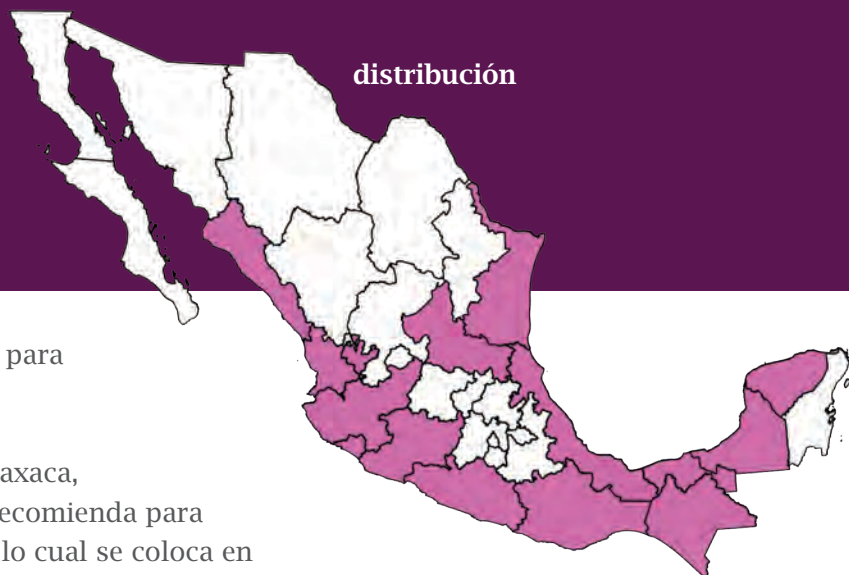 distribución
para
axaca,
ecomienda para
lo cual se coloca en